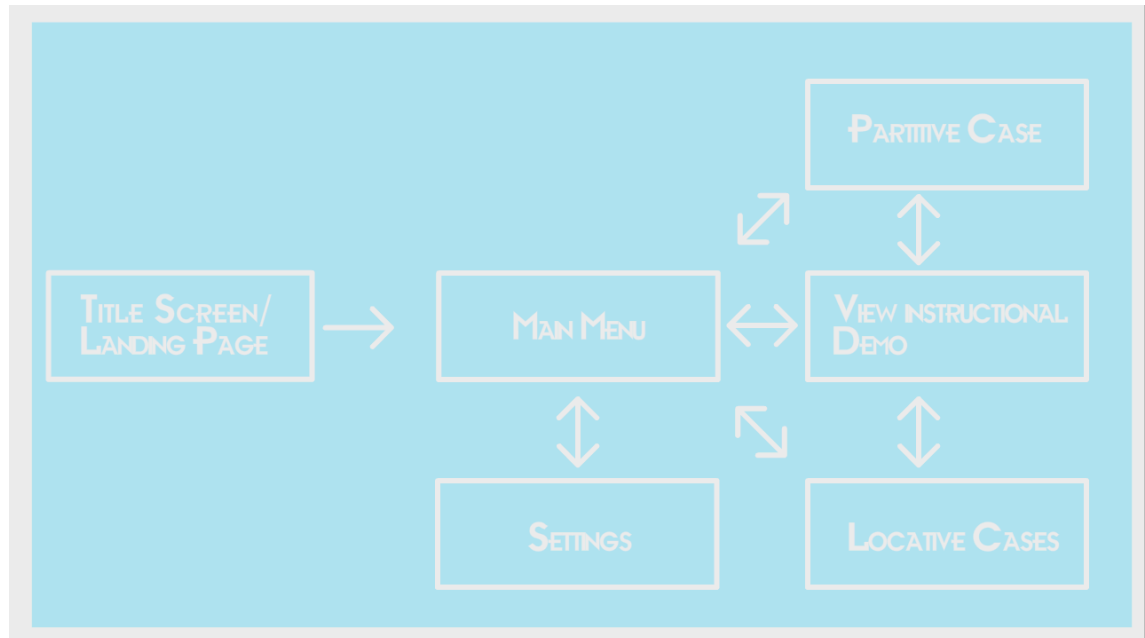 Partitive Case
Title Screen/
Landing Page
Main Menu
View instructional
Demo
Settings
Locative Cases